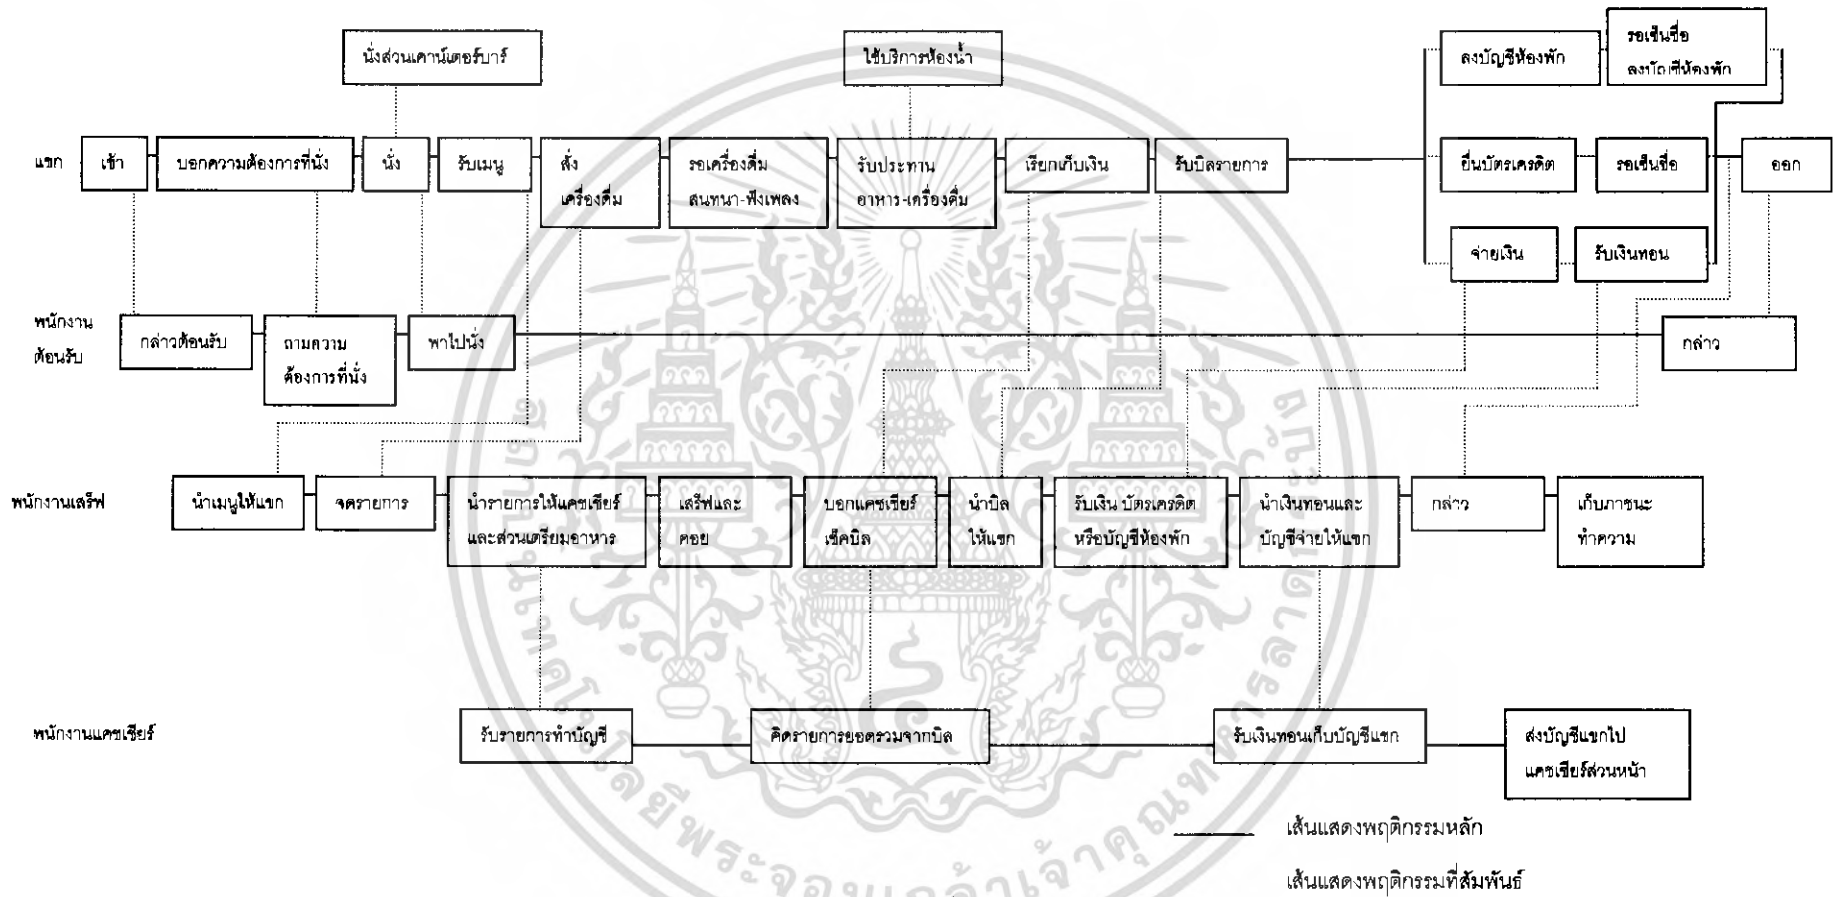 นั่งส่วนเคาน์เตอร์บาร์
ใช้บริการห้องน้ำ
ลงบัญชีห้องพัก
รอเซ็นชื่อ
ลงบัญชีห้องพัก
แขก
เข้า
บอกความต้องการที่นั่ง
นั่ง
รับเมนู
สั่ง
เครื่องดื่ม
รอเครื่องดื่ม
สนทนา-ฟังเพลง
รับประทาน
อาหาร-เครื่องดื่ม
เรียกเก็บเงิน
รับบิลรายการ
ยื่นบัตรเครดิต
รอเซ็นชื่อ
ออก
จ่ายเงิน
รับเงินทอน
พนักงาน
ต้อนรับ
กล่าวต้อนรับ
ถามความ
ต้องการที่นั่ง
พาไปนั่ง
กล่าว
พนักงานเสร็ฟ
นำเมนูให้แขก
จดรายการ
นำรายการให้แคชเชียร์
และส่วนเตรียมอาหาร
เสร็ฟและ
คอย
บอกแคชเชียร์
เช็คบิล
นำบิล
ให้แขก
รับเงิน บัตรเครดิต
หรือบัญชีห้องพัก
นำเงินทอนและ
บัญชีจ่ายให้แขก
กล่าว
เก็บภาชนะ
ทำความ
พนักงานแคชเชียร์
รับรายการทำบัญชี
คิดรายการยอดรวมจากบิล
รับเงินทอนเก็บบัญชีแขก
ส่งบัญชีแขกไป
แคชเชียร์ส่วนหน้า
เส้นแสดงพฤติกรรมหลัก
เส้นแสดงพฤติกรรมที่สัมพันธ์